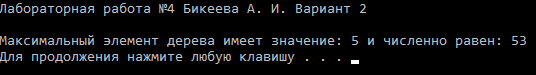 Лабораторная работа №4 Бикеева А. И. Вариант 2
Максимальный элемент дерева имеет значение: 5 и численно равен: 53
Для продолжения нажмите любую клавишу . . .